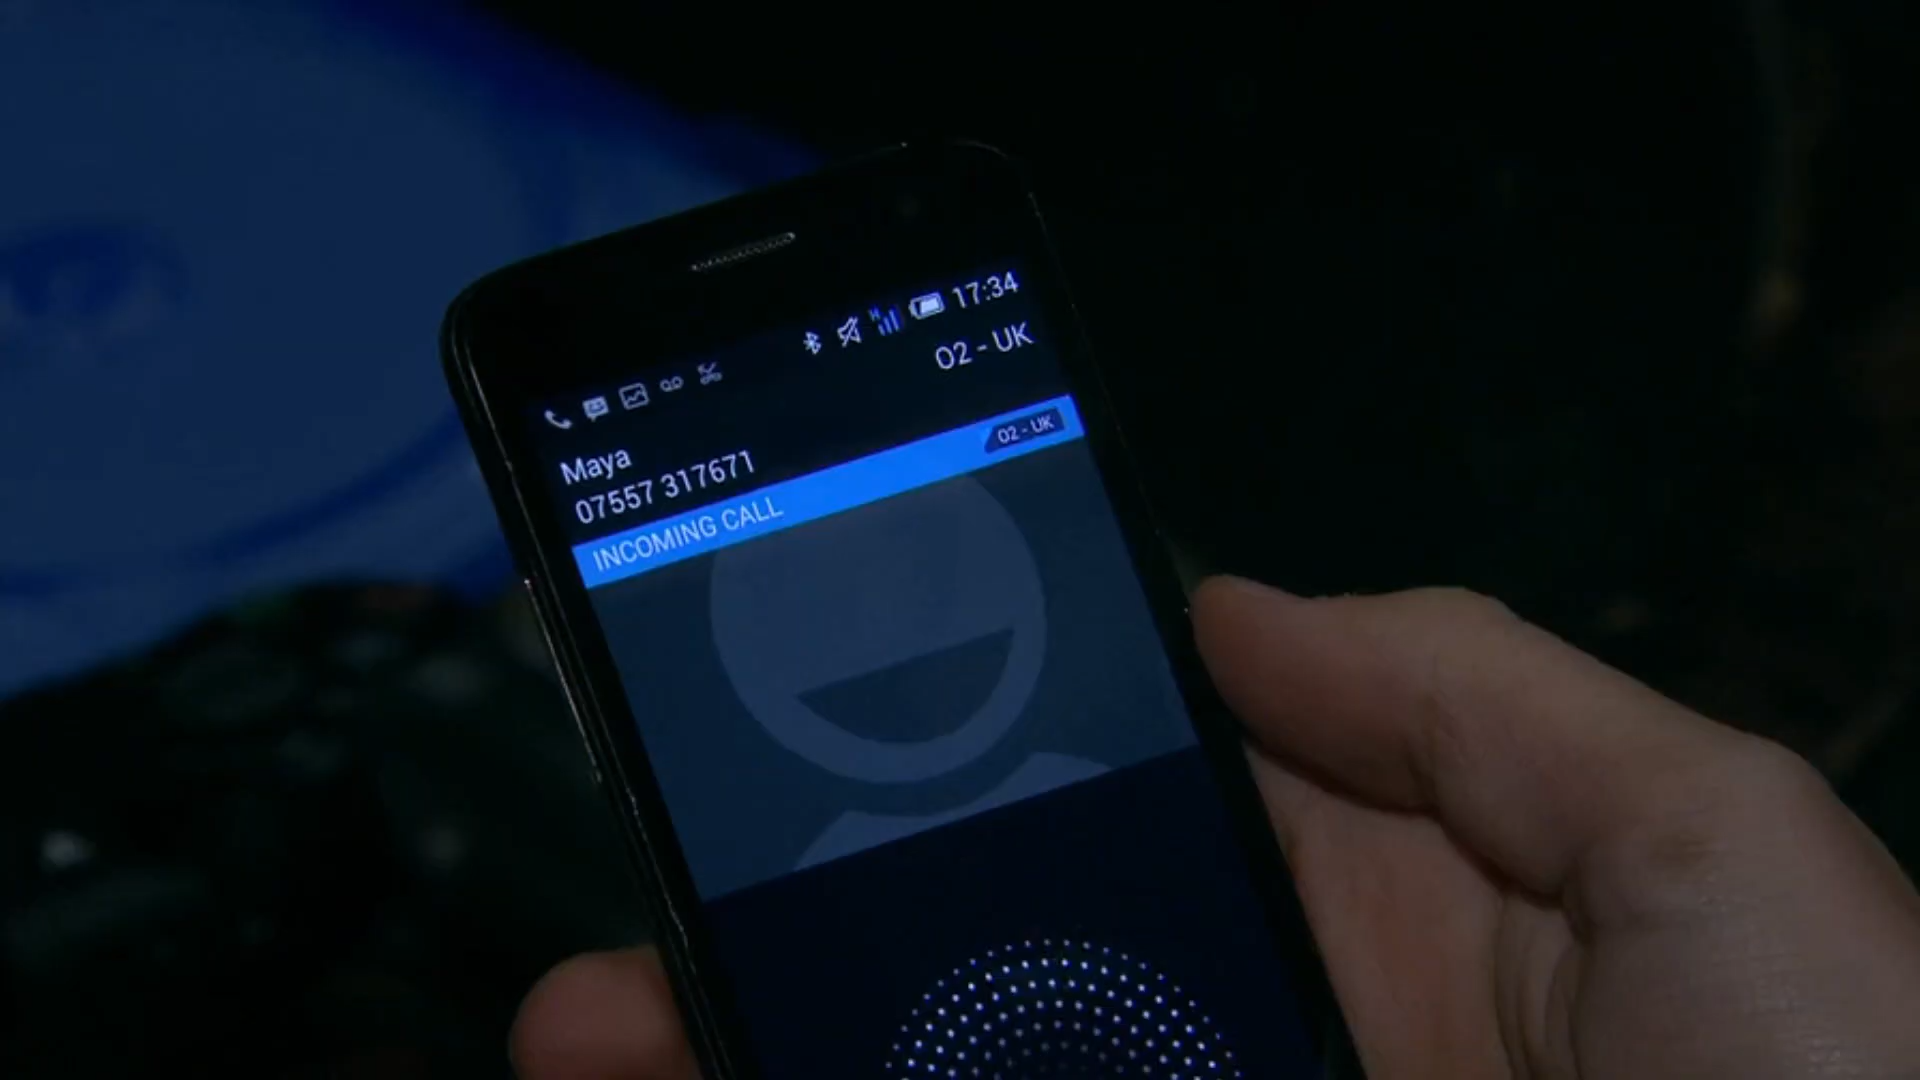 17:34
O2 - UK
Maya
07557 317671
INCOMING CALL
O2 - UK